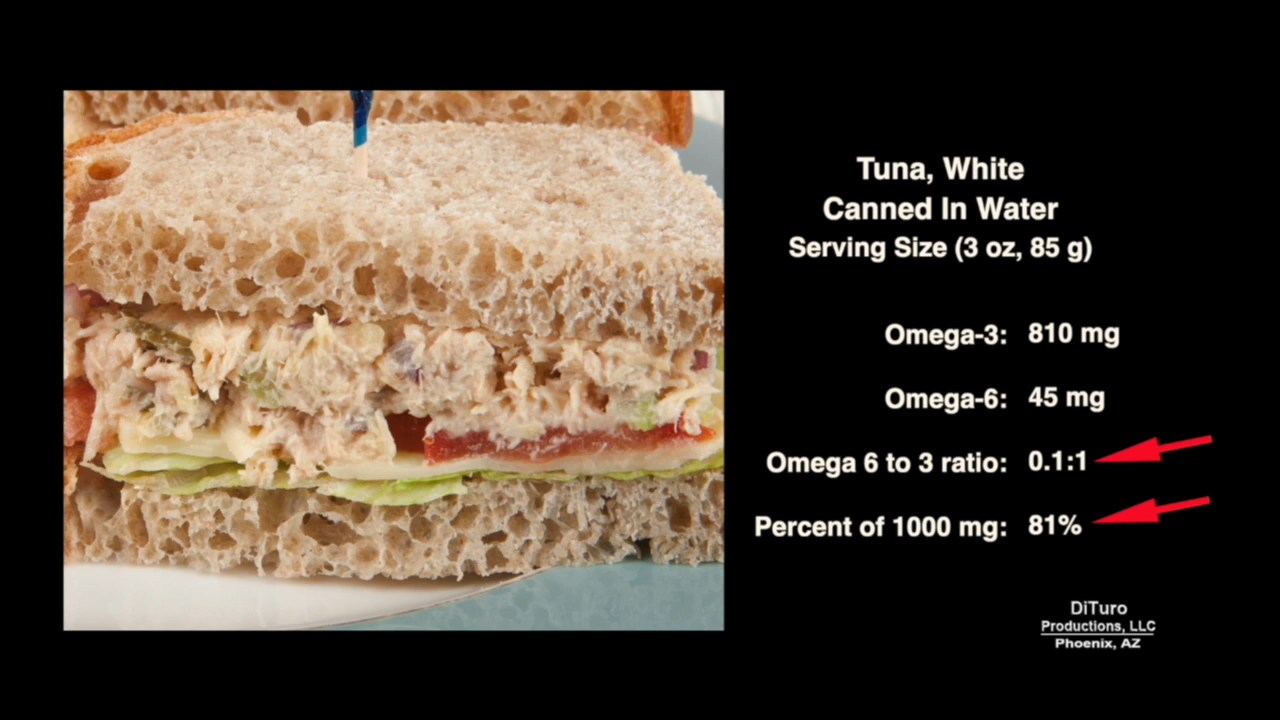 Tuna, White
Canned In Water
Serving Size (3 oz, 85 g)
Omega-3: 810 mg
Omega-6: 45 mg
Omega 6 to 3 ratio: 0.1:1
Percent of 1000 mg: 81%
DiTuro
Productions, LLC
Phoenix, AZ